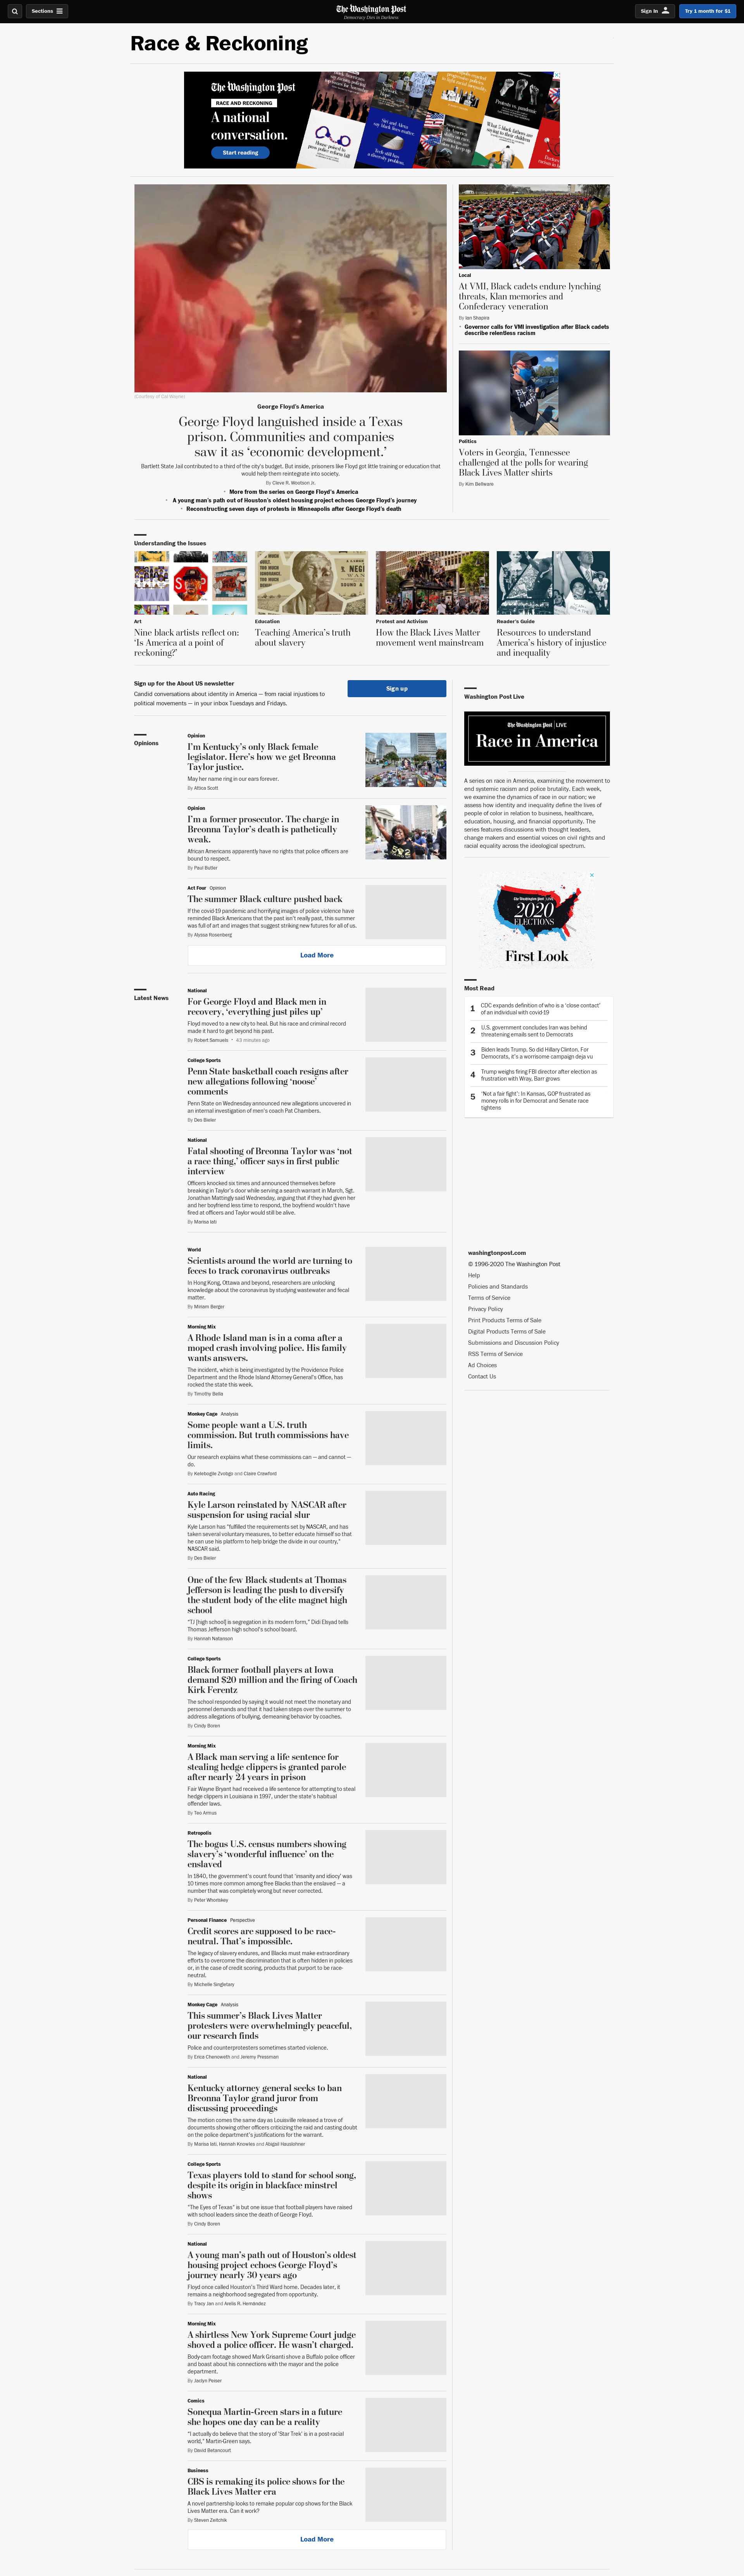 Sections
The Washington Post
Democracy Dies in Darkness
Sign in
Try 1 month for $1
Race & Reckoning
The Washington Post
RACE AND RECKONING
A national
conversation.
Start reading
(Courtesy of Cal Wayne)
George Floyd's America
George Floyd languished inside a Texas
prison. Communities and companies
saw it as ‘economic development.’
Bartlett State Jail contributed to a third of the city's budget. But inside, prisoners like Floyd got little training or education that
would help them reintegrate into society.
By Cleve R. Wootson Jr.
More from the series on George Floyd's America
A young man's path out of Houston's oldest housing project echoes George Floyd's journey
Reconstructing seven days of protests in Minneapolis after George Floyd's death
Local
At VMI, Black cadets endure lynching
threats, Klan memories and
Confederacy veneration
By Ian Shapira
Governor calls for VMI investigation after Black cadets
describe relentless racism
Politics
Voters in Georgia, Tennessee
challenged at the polls for wearing
Black Lives Matter shirts
By Kim Bellware
Understanding the Issues
Art
Nine black artists reflect on:
‘Is America at a point of
reckoning?’
Education
Teaching America’s truth
about slavery
Protest and Activism
How the Black Lives Matter
movement went mainstream
Reader's Guide
Resources to understand
America’s history of injustice
and inequality
Sign up for the About US newsletter
Candid conversations about identity in America — from racial injustices to
political movements — in your inbox Tuesdays and Fridays.
Sign up
Opinions
Opinion
I’m Kentucky’s only Black female
legislator. Here’s how we get Breonna
Taylor justice.
May her name ring in our ears forever.
By Attica Scott
Opinion
I’m a former prosecutor. The charge in
Breonna Taylor’s death is pathetically
weak.
African Americans apparently have no rights that police officers are
bound to respect.
By Paul Butler
Act Four Opinion
The summer Black culture pushed back
If the covid-19 pandemic and horrifying images of police violence have
reminded Black Americans that the past isn't really past, this summer
was full of art and images that suggest striking new futures for all of us.
By Alyssa Rosenberg
Load More
Washington Post Live
The Washington Post LIVE
Race in America
A series on race in America, examining the movement to
end systemic racism and police brutality. Each week,
we examine the dynamics of race in our nation; we
assess how identity and inequality define the lives of
people of color in relation to business, healthcare,
education, housing, and financial opportunity. The
series features discussions with thought leaders,
change makers and essential voices on civil rights and
racial equality across the ideological spectrum.
2020
ELECTIONS
First Look
Most Read
1 CDC expands definition of who is a ‘close contact’
of an individual with covid-19
2 U.S. government concludes Iran was behind
threatening emails sent to Democrats
3 Biden leads Trump. So did Hillary Clinton. For
Democrats, it’s a worrisome campaign deja vu
4 Trump weighs firing FBI director after election as
frustration with Wray, Barr grows
5 ‘Not a fair fight’: In Kansas, GOP frustrated as
money rolls in for Democrat and Senate race
tightens
Latest News
National
For George Floyd and Black men in
recovery, ‘everything just piles up’
Floyd moved to a new city to heal. But his race and criminal record
made it hard to get beyond his past.
By Robert Samuels • 43 minutes ago
College Sports
Penn State basketball coach resigns after
new allegations following ‘noose’
comments
Penn State on Wednesday announced new allegations uncovered in
an internal investigation of men's coach Pat Chambers.
By Des Bieler
National
Fatal shooting of Breonna Taylor was ‘not
a race thing,’ officer says in first public
interview
Officers knocked six times and announced themselves before
breaking in Taylor's door while serving a search warrant in March, Sgt.
Jonathan Mattingly said Wednesday, arguing that if they had given her
and her boyfriend less time to respond, the boyfriend wouldn't have
fired at officers and Taylor would still be alive.
By Marisa Iati
World
Scientists around the world are turning to
feces to track coronavirus outbreaks
In Hong Kong, Ottawa and beyond, researchers are unlocking
knowledge about the coronavirus by studying wastewater and fecal
matter.
By Miriam Berger
Morning Mix
A Rhode Island man is in a coma after a
moped crash involving police. His family
wants answers.
The incident, which is being investigated by the Providence Police
Department and the Rhode Island Attorney General's Office, has
rocked the state this week.
By Timothy Bella
Monkey Cage Analysis
Some people want a U.S. truth
commission. But truth commissions have
limits.
Our research explains what these commissions can — and cannot —
do.
By Kelebogile Zvobgo and Claire Crawford
Auto Racing
Kyle Larson reinstated by NASCAR after
suspension for using racial slur
Kyle Larson has "fulfilled the requirements set by NASCAR, and has
taken several voluntary measures, to better educate himself so that
he can use his platform to help bridge the divide in our country,"
NASCAR said.
By Des Bieler
One of the few Black students at Thomas
Jefferson is leading the push to diversify
the student body of the elite magnet high
school
“TJ [high school] is segregation in its modern form,” Didi Elsyad tells
Thomas Jefferson high school's school board.
By Hannah Natanson
College Sports
Black former football players at Iowa
demand $20 million and the firing of Coach
Kirk Ferentz
The school responded by saying it would not meet the monetary and
personnel demands and that it had taken steps over the summer to
address allegations of bullying, demeaning behavior by coaches.
By Cindy Boren
Morning Mix
A Black man serving a life sentence for
stealing hedge clippers is granted parole
after nearly 24 years in prison
Fair Wayne Bryant had received a life sentence for attempting to steal
hedge clippers in Louisiana in 1997, under the state's habitual
offender laws.
By Teo Armus
Retropolis
The bogus U.S. census numbers showing
slavery’s ‘wonderful influence’ on the
enslaved
In 1840, the government's count found that 'insanity and idiocy' was
10 times more common among free Blacks than the enslaved — a
number that was completely wrong but never corrected.
By Peter Whoriskey
Personal Finance Perspective
Credit scores are supposed to be race-
neutral. That’s impossible.
The legacy of slavery endures, and Blacks must make extraordinary
efforts to overcome the discrimination that is often hidden in policies
or, in the case of credit scoring, products that purport to be race-
neutral.
By Michelle Singletary
Monkey Cage Analysis
This summer’s Black Lives Matter
protesters were overwhelmingly peaceful,
our research finds
Police and counterprotesters sometimes started violence.
By Erica Chenoweth and Jeremy Pressman
National
Kentucky attorney general seeks to ban
Breonna Taylor grand juror from
discussing proceedings
The motion comes the same day as Louisville released a trove of
documents showing other officers criticizing the raid and casting doubt
on the police department's justifications for the warrant.
By Marisa Iati, Hannah Knowles and Abigail Hauslohner
College Sports
Texas players told to stand for school song,
despite its origin in blackface minstrel
shows
"The Eyes of Texas" is but one issue that football players have raised
with school leaders since the death of George Floyd.
By Cindy Boren
National
A young man’s path out of Houston’s oldest
housing project echoes George Floyd’s
journey nearly 30 years ago
Floyd once called Houston's Third Ward home. Decades later, it
remains a neighborhood segregated from opportunity.
By Tracy Jan and Arelis R. Hernández
Morning Mix
A shirtless New York Supreme Court judge
shoved a police officer. He wasn’t charged.
Body-cam footage showed Mark Grisanti shove a Buffalo police officer
and boast about his connections with the mayor and the police
department.
By Jaclyn Peiser
Comics
Sonequa Martin-Green stars in a future
she hopes one day can be a reality
“I actually do believe that the story of ‘Star Trek’ is in a post-racial
world,” Martin-Green says.
By David Betancourt
Business
CBS is remaking its police shows for the
Black Lives Matter era
A novel partnership looks to remake popular cop shows for the Black
Lives Matter era. Can it work?
By Steven Zeitchik
Load More
washingtonpost.com
© 1996-2020 The Washington Post
Help
Policies and Standards
Terms of Service
Privacy Policy
Print Products Terms of Sale
Digital Products Terms of Sale
Submissions and Discussion Policy
RSS Terms of Service
Ad Choices
Contact Us